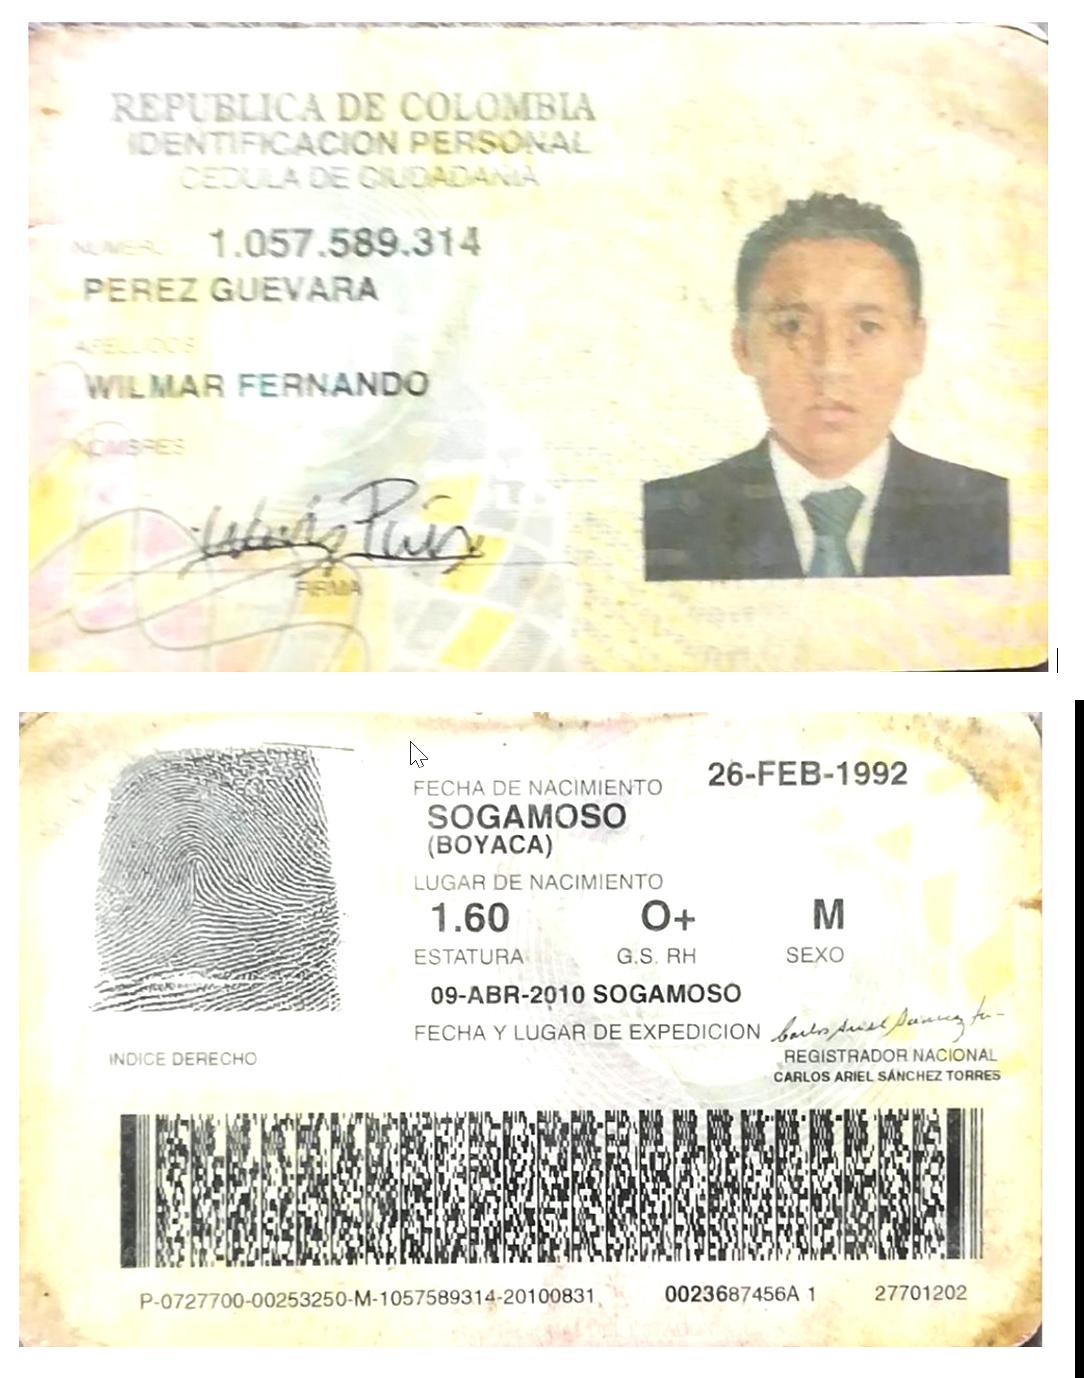 REPUBLICA DE COLOMBIA
IDENTIFICACION PERSONAL
CEDULA DE CIUDADANIA
NUMERO 1.057.589.314
PEREZ GUEVARA
APELLIDOS
WILMAR FERNANDO
NOMBRES
FIRMA
FECHA DE NACIMIENTO 26-FEB-1992
SOGAMOSO
(BOYACA)
LUGAR DE NACIMIENTO
1.60 O+ M
ESTATURA G.S. RH SEXO
09-ABR-2010 SOGAMOSO
FECHA Y LUGAR DE EXPEDICION
INDICE DERECHO
REGISTRADOR NACIONAL
CARLOS ARIEL SÁNCHEZ TORRES
P-0727700-00253250-M-1057589314-20100831 0023687456A 1 27701202